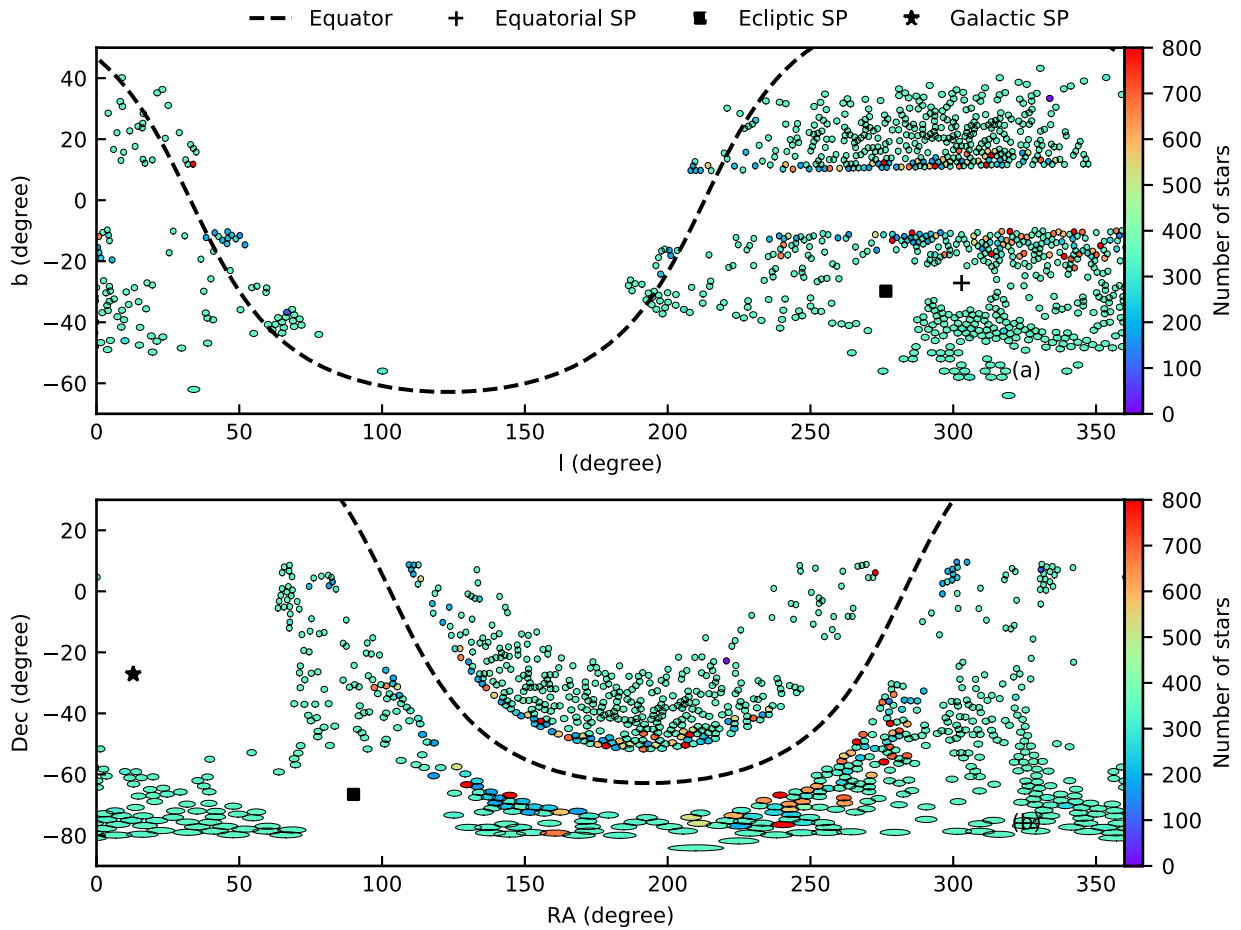 Equator Equatorial SP Ecliptic SP Galactic SP
40
20
0
−20
−40
−60
b (degree)
0 50 100 150 200 250 300 350
l (degree)
(a)
800
700
600
500
400
300
200
100
0
Number of stars
20
0
−20
−40
−60
−80
Dec (degree)
0 50 100 150 200 250 300 350
RA (degree)
(b)
800
700
600
500
400
300
200
100
0
Number of stars